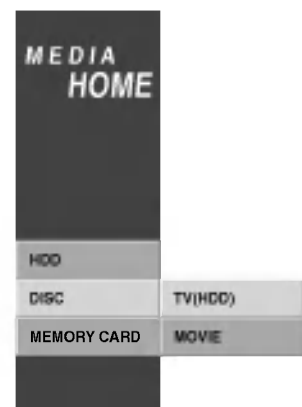 MEDIA
HOME
HDD
DISC
TV(HDD)
MEMORY CARD
MOVIE